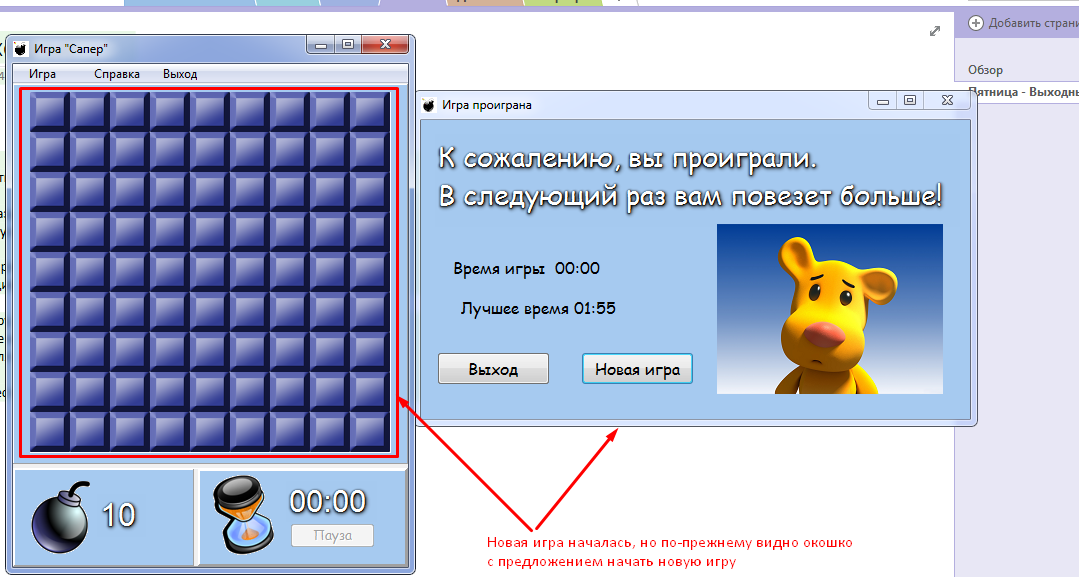 Добавить страни
Обзор
Пятница - Выходны
Игра "Сапер"
Игра Справка Выход
Игра проиграна
К сожалению, вы проиграли.
В следующий раз вам повезет больше!
Время игры 00:00
Лучшее время 01:55
Выход
Новая игра
10
00:00
Пауза
Новая игра началась, но по-прежнему видно окошко
с предложением начать новую игру